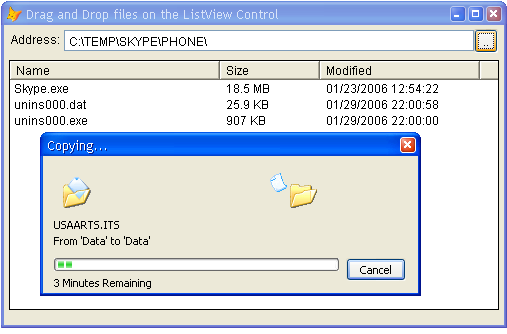 Drag and Drop files on the ListView Control
Address: C:\TEMP\SKYPE\PHONE\ ...
Name Size Modified
Skype.exe 18.5 MB 01/23/2006 12:54:22
unins000.dat 25.9 KB 01/29/2006 22:00:58
unins000.exe 907 KB 01/29/2006 22:00:00
Copying...
USAARTS.ITS
From 'Data' to 'Data'
Cancel
3 Minutes Remaining